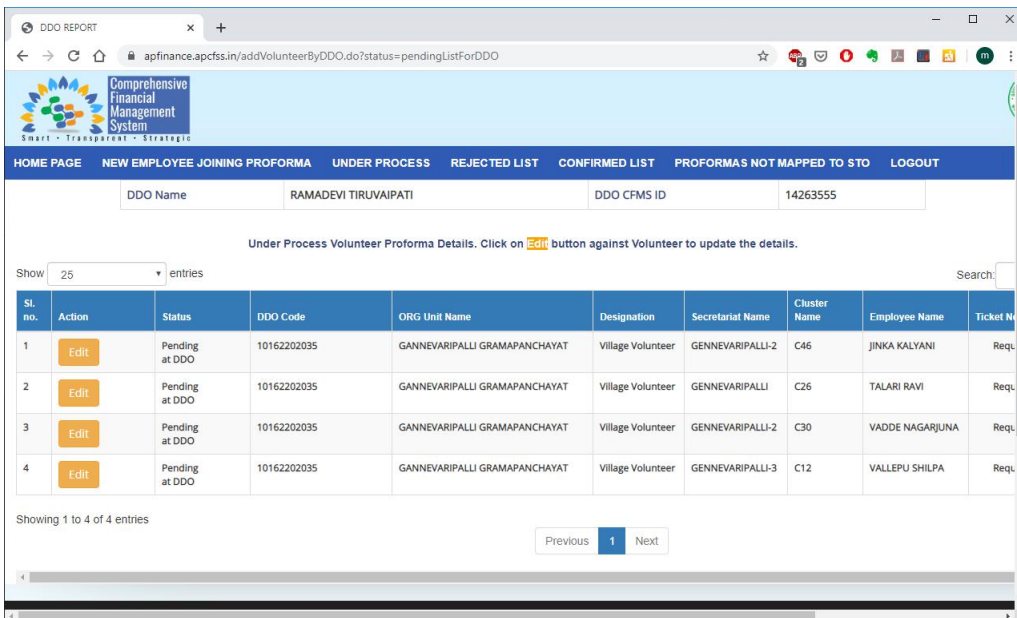 DDO REPORT
apfinance.apcfss.in/addVolunteerByDDO.do?status=pendingListForDDO
m
Comprehensive
Financial
Management
System
Smart · Transparent · Strategic
HOME PAGE NEW EMPLOYEE JOINING PROFORMA UNDER PROCESS REJECTED LIST CONFIRMED LIST PROFORMAS NOT MAPPED TO STO LOGOUT
DDO Name RAMADEVI TIRUVAIPATI DDO CFMS ID 14263555
Under Process Volunteer Proforma Details. Click on Edit button against Volunteer to update the details.
Show 25 entries Search:
Sl. no. Action Status DDO Code ORG Unit Name Designation Secretariat Name Cluster Name Employee Name Ticket N
1 Edit Pending at DDO 10162202035 GANNEVARIPALLI GRAMAPANCHAYAT Village Volunteer GENNEVARIPALLI-2 C46 JINKA KALYANI Requ
2 Edit Pending at DDO 10162202035 GANNEVARIPALLI GRAMAPANCHAYAT Village Volunteer GENNEVARIPALLI C26 TALARI RAVI Requ
3 Edit Pending at DDO 10162202035 GANNEVARIPALLI GRAMAPANCHAYAT Village Volunteer GENNEVARIPALLI-2 C30 VADDE NAGARJUNA Requ
4 Edit Pending at DDO 10162202035 GANNEVARIPALLI GRAMAPANCHAYAT Village Volunteer GENNEVARIPALLI-3 C12 VALLEPU SHILPA Requ
Showing 1 to 4 of 4 entries
Previous 1 Next